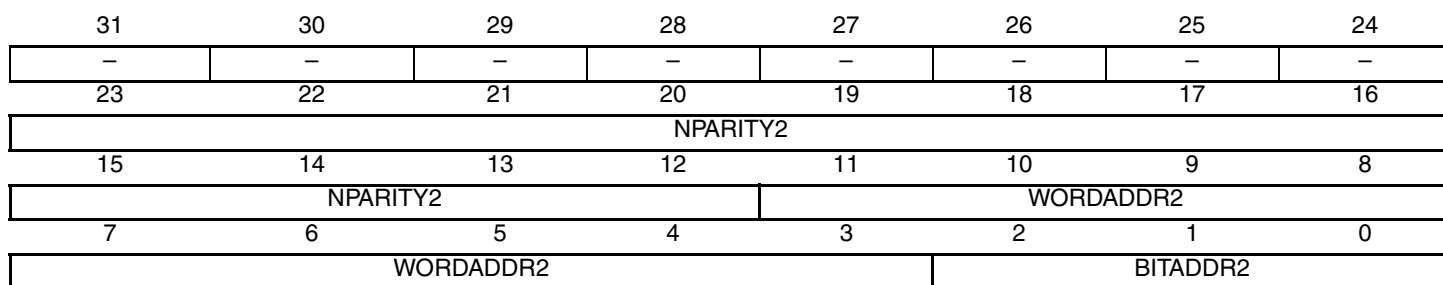 31 30 29 28 27 26 25 24
– – – – – – – –
23 22 21 20 19 18 17 16
NPARITY2
15 14 13 12 11 10 9 8
NPARITY2 WORDADDR2
7 6 5 4 3 2 1 0
WORDADDR2 BITADDR2